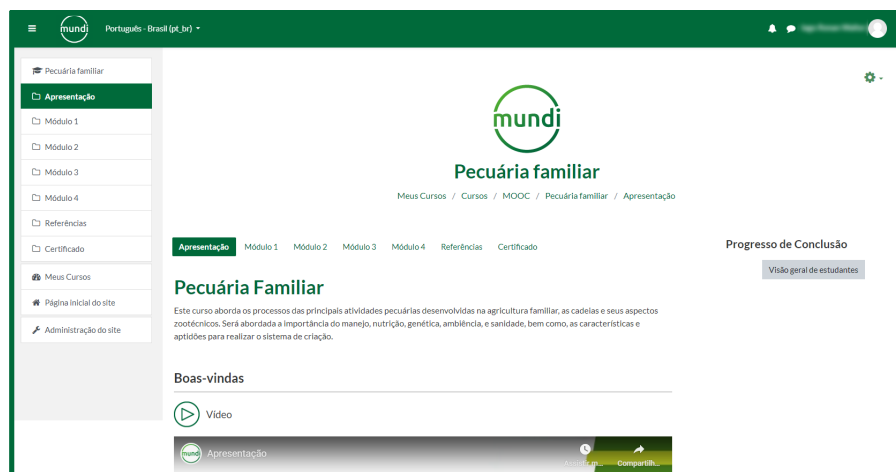 mundi
Português - Brasil (pt_br)
Pecuária familiar
Apresentação
Módulo 1
Módulo 2
Módulo 3
Módulo 4
Referências
Certificado
Meus Cursos
Página inicial do site
Administração do site
mundi
Pecuária familiar
Meus Cursos / Cursos / MOOC / Pecuária familiar / Apresentação
Apresentação Módulo 1 Módulo 2 Módulo 3 Módulo 4 Referências Certificado
Progresso de Conclusão
Visão geral de estudantes
Pecuária Familiar
Este curso aborda os processos das principais atividades pecuárias desenvolvidas na agricultura familiar, as cadeias e seus aspectos
zootécnicos. Será abordada a importância do manejo, nutrição, genética, ambiência, e sanidade, bem como, as características e
aptidões para realizar o sistema de criação.
Boas-vindas
Vídeo
mundi Apresentação
Assistir m... Compartilh...